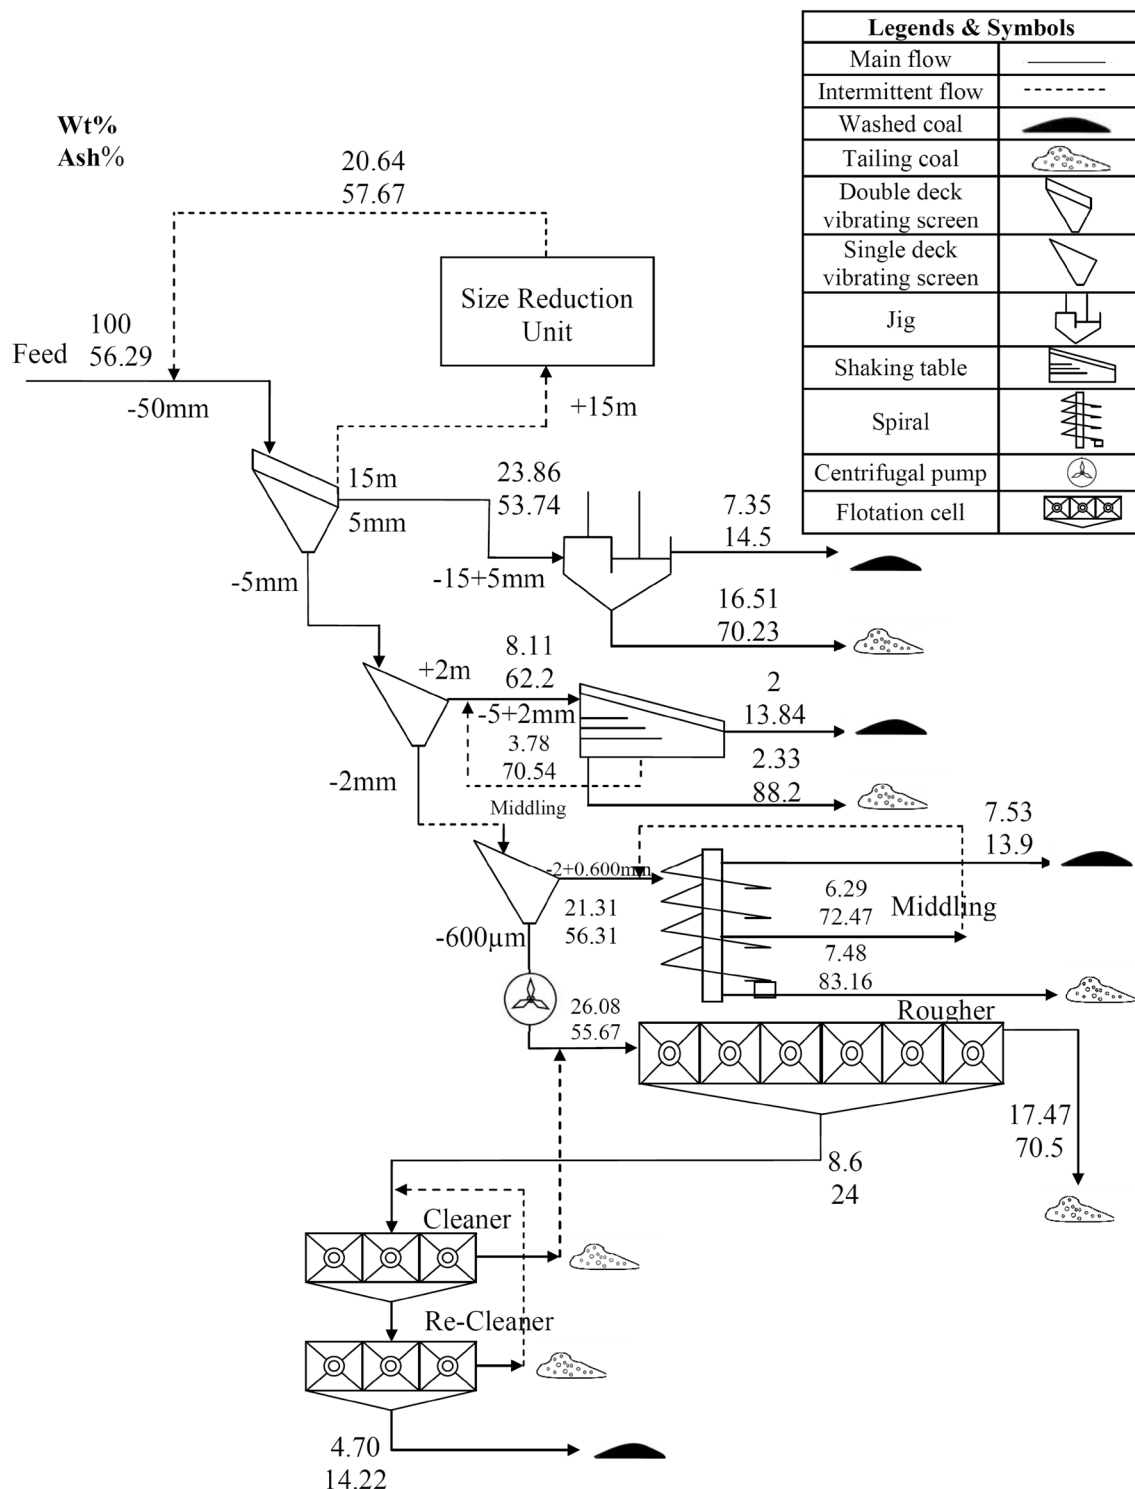 Legends & Symbols
Main flow
Intermittent flow
Washed coal
Tailing coal
Double deck
vibrating screen
Single deck
vibrating screen
Jig
Shaking table
Spiral
Centrifugal pump
Flotation cell
Wt%
Ash%
20.64
57.67
Size Reduction
Unit
100
Feed 56.29
-50mm
+15m
15m
5mm
23.86
53.74
-15+5mm
7.35
14.5
16.51
70.23
-5mm
+2m
8.11
62.2
-5+2mm
3.78
70.54
Middling
2
13.84
2.33
88.2
-2mm
7.53
13.9
-2+0.600mm
21.31
56.31
6.29
72.47
Middling
7.48
83.16
-600µm
26.08
55.67
Rougher
17.47
70.5
8.6
24
Cleaner
Re-Cleaner
4.70
14.22